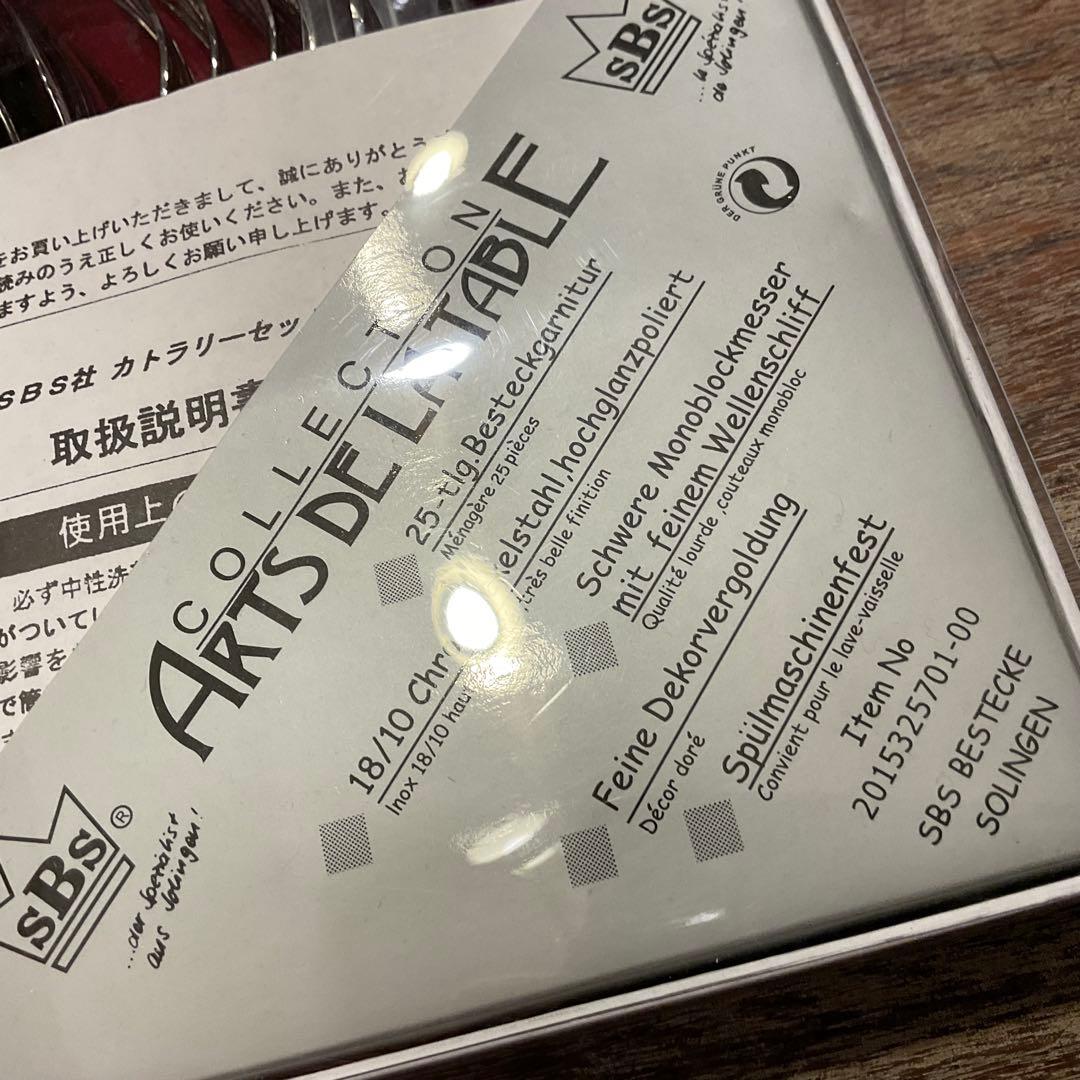 をお買い上げいただきまして、誠にありがとう
読みのうえ正しくお使いください。また、お
ますよう、よろしくお願い申し上げます。
SBS社 カトラリーセッ
取扱説明書
使用上の
必ず中性洗
がついてし
影響を
で簡
SBS
DER GRÜNE PUNKT
COLLECTION
ARTS DE LA TABLE
25-tlg.Besteckgarnitur
Ménagère 25 pièces
18/10 Chr elstahl,hochglanzpoliert
Inox 18/10 hau très belle finition
Schwere Monoblockmesser
mit feinem Wellenschliff
Qualité lourde ,couteaux monobloc
Feine Dekorvergoldung
Décor doré
Spülmaschinenfest
Convient pour le lave-vaisselle
Item No
2015325701-00
SBS BESTECKE
SOLINGEN
SBS®
...der Spezialist
aus Solingen!